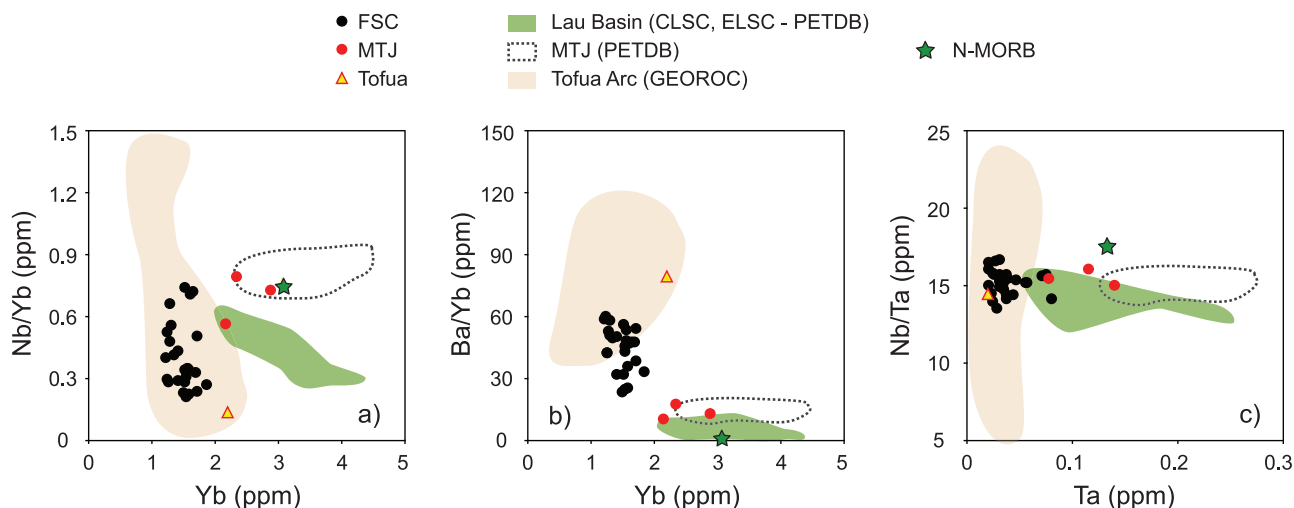 FSC
MTJ
Tofua
Lau Basin (CLSC, ELSC - PETDB)
MTJ (PETDB)
Tofua Arc (GEOROC)
N-MORB
1.5
1.2
0.9
0.6
0.3
0
Nb/Yb (ppm)
a)
0 1 2 3 4 5
Yb (ppm)
150
120
90
60
30
0
Ba/Yb (ppm)
b)
0 1 2 3 4 5
Yb (ppm)
25
20
15
10
5
Nb/Ta (ppm)
c)
0 0.1 0.2 0.3
Ta (ppm)